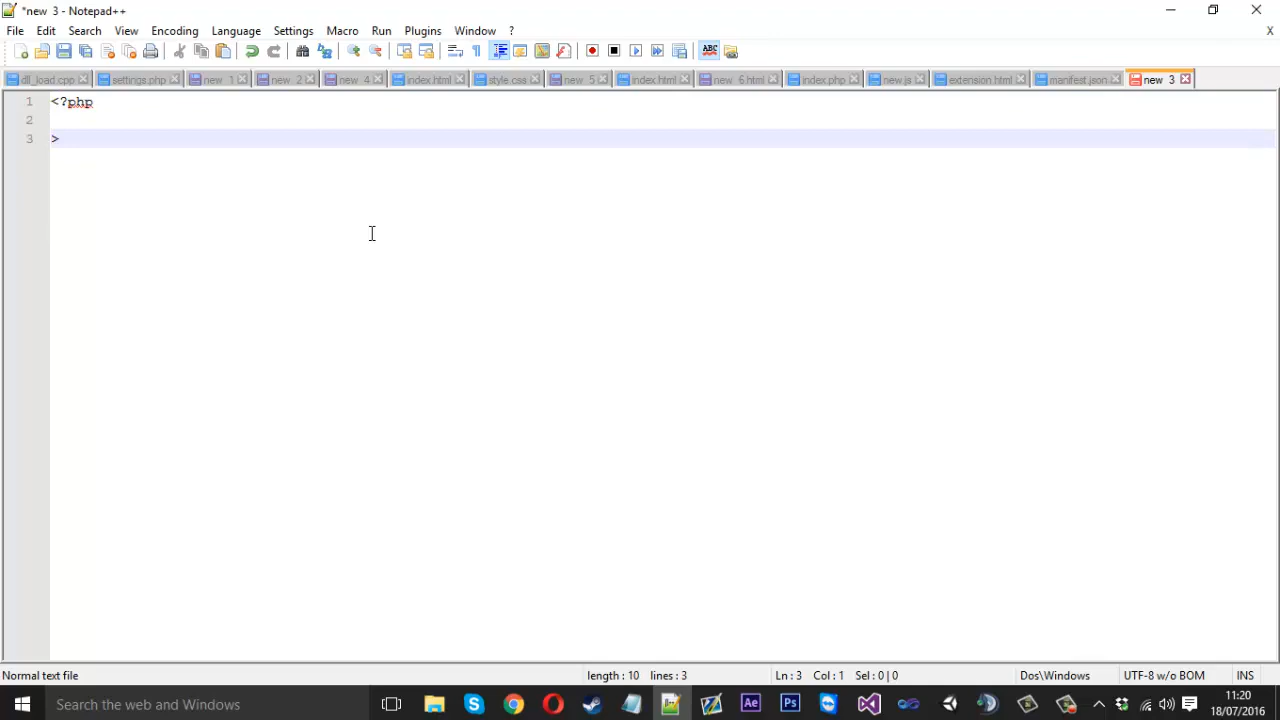 *new 3 - Notepad++
File Edit Search View Encoding Language Settings Macro Run Plugins Window ? X
ABC
dll_load.cpp settings.php new 1 new 2 new 4 index.html style.css new 5 index.html new 6.html index.php new.js extension.html manifest.json new 3
1 <?php
2
3 >
Normal text file length : 10 lines : 3 Ln : 3 Col : 1 Sel : 0 | 0 Dos\Windows UTF-8 w/o BOM INS
Search the web and Windows Ae Ps 11:20
18/07/2016